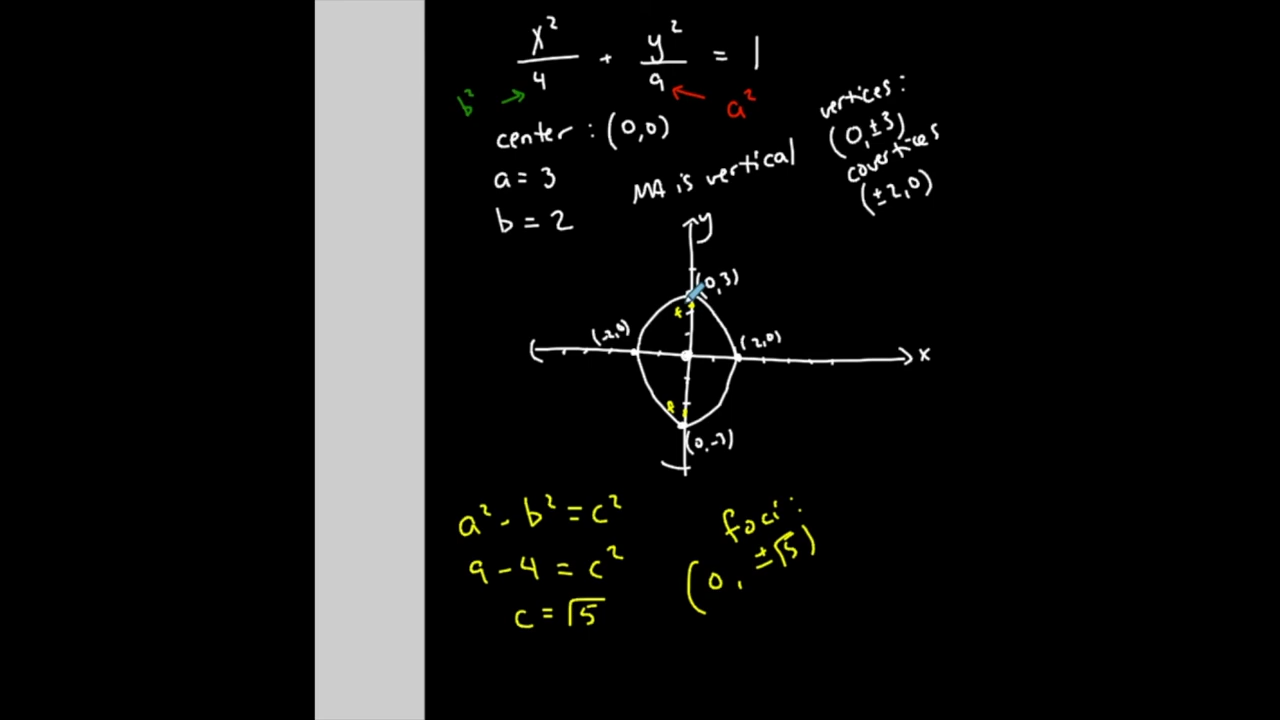 x²/4 + y²/9 = 1
b² → ← a²
center : (0,0)
a = 3
b = 2
MA is vertical
vertices:
(0,±3)
covertices
(±2,0)
y
(0,3)
(-2,0)
(2,0)
x
(0,-3)
a² - b² = c²
9 - 4 = c²
c = √5
foci:
(0, ±√5)